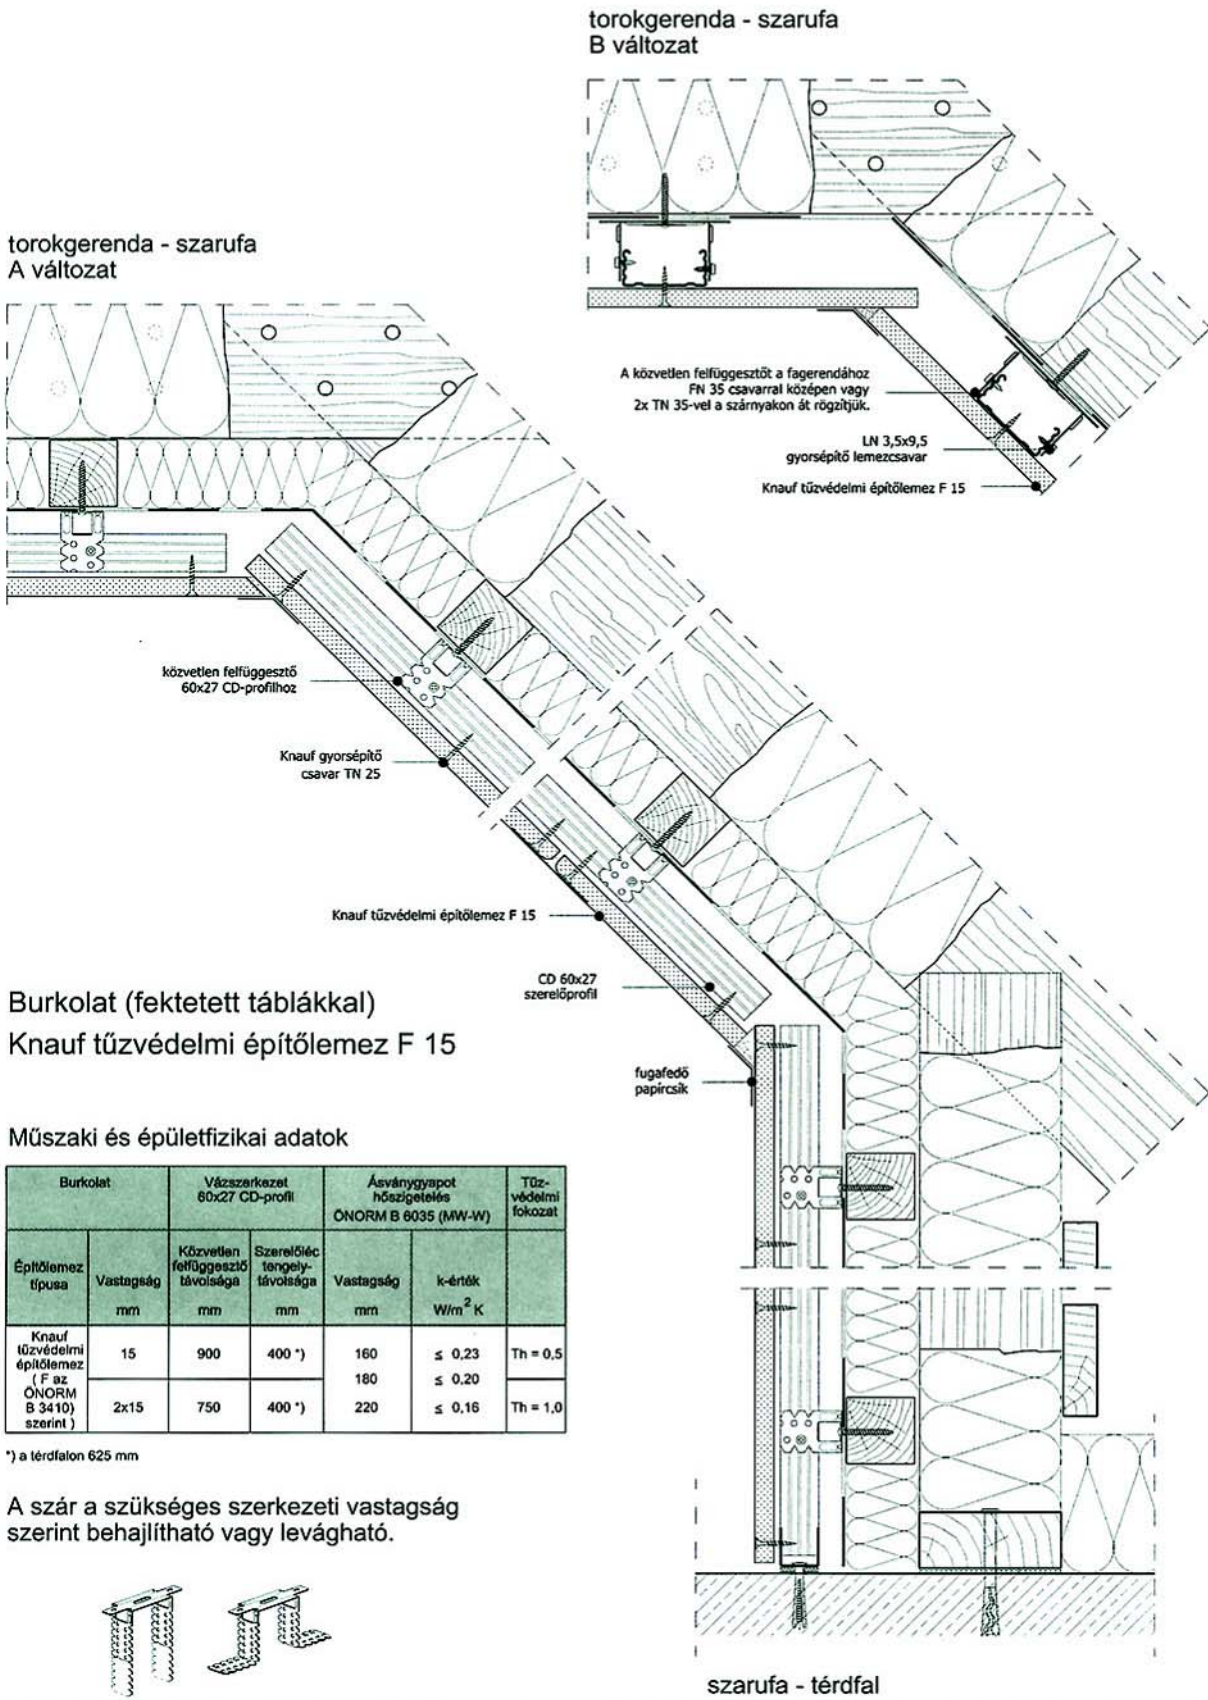 torokgerenda - szarufa
B változat
torokgerenda - szarufa
A változat
A közvetlen felfüggesztőt a fagerendához
FN 35 csavarral középen vagy
2x TN 35-vel a szárnyakon át rögzítjük.
LN 3,5x9,5
gyorsépítő lemezcsavar
Knauf tűzvédelmi építőlemez F 15
közvetlen felfüggesztő
60x27 CD-profilhoz
Knauf gyorsépítő
csavar TN 25
Knauf tűzvédelmi építőlemez F 15
CD 60x27
szerelőprofil
fugafedő
papírcsík
Burkolat (fektetett táblákkal)
Knauf tűzvédelmi építőlemez F 15
Műszaki és épületfizikai adatok
Burkolat
Vázszerkezet
60x27 CD-profil
Ásványgyapot
hőszigetelés
ÖNORM B 6035 (MW-W)
Tűz-
védelmi
fokozat
Építőlemez
típusa
Vastagság
mm
Közvetlen
felfüggesztő
távolsága
mm
Szerelőléc
tengely-
távolsága
mm
Vastagság
mm
k-érték
W/m² K
Knauf
tűzvédelmi
építőlemez
( F az
ÖNORM
B 3410)
szerint )
15 900 400 *) 160 ≤ 0,23 Th = 0,5
180 ≤ 0,20
2x15 750 400 *) 220 ≤ 0,16 Th = 1,0
*) a térdfalon 625 mm
A szár a szükséges szerkezeti vastagság
szerint behajlítható vagy levágható.
szarufa - térdfal